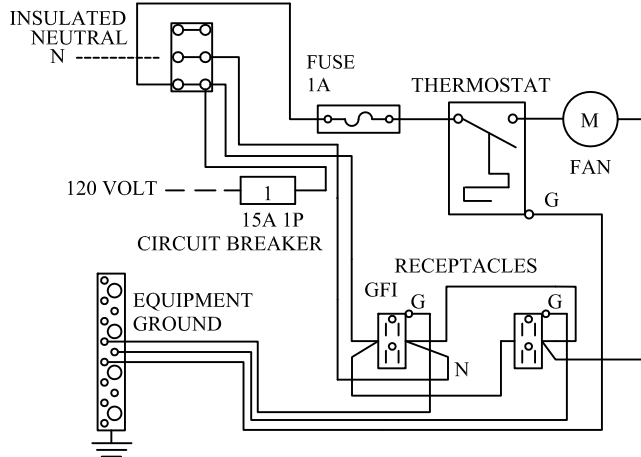 INSULATED
NEUTRAL
N
FUSE
1A
THERMOSTAT
M
FAN
120 VOLT
1
15A 1P
CIRCUIT BREAKER
G
RECEPTACLES
GFI
G
G
EQUIPMENT
GROUND
N